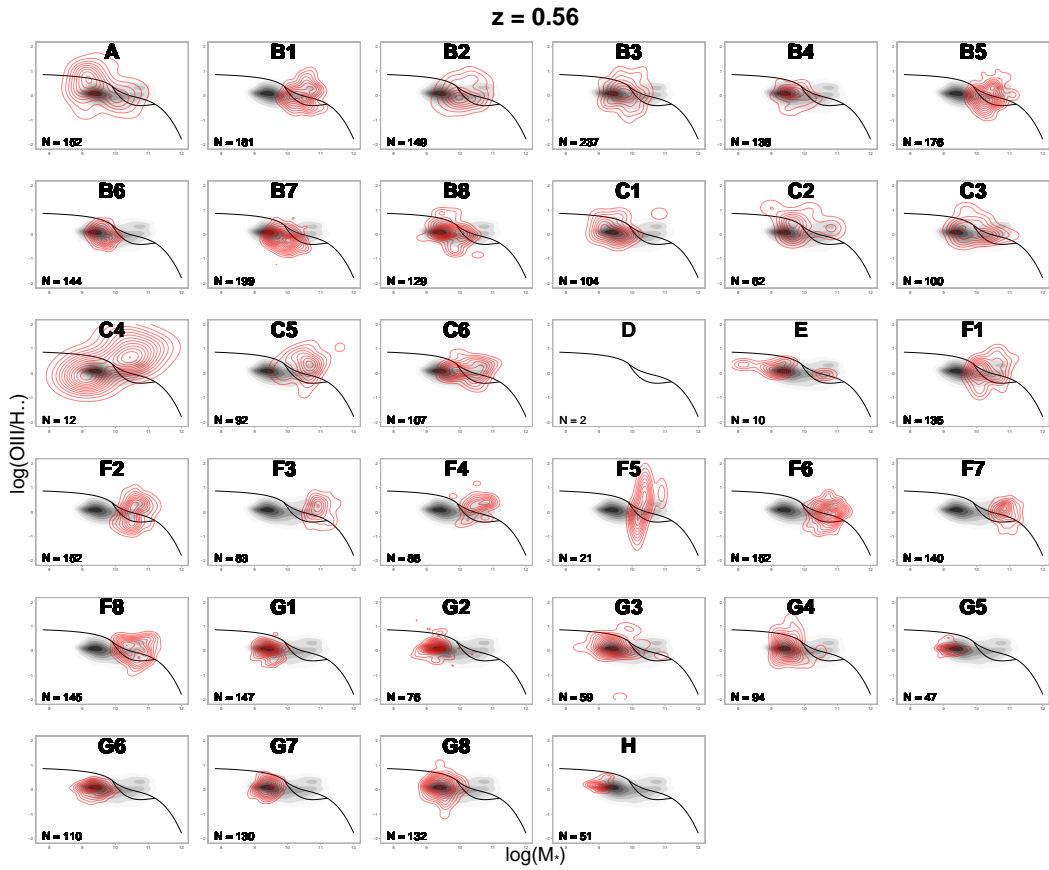 z = 0.56
A
B1
B2
B3
B4
B5
N = 152
N = 181
N = 149
N = 237
N = 136
N = 176
B6
B7
B8
C1
C2
C3
N = 144
N = 199
N = 129
N = 104
N = 62
N = 100
C4
C5
C6
D
E
F1
N = 12
N = 92
N = 107
N = 2
N = 10
N = 135
log(OIII/H..)
F2
F3
F4
F5
F6
F7
N = 152
N = 83
N = 86
N = 21
N = 152
N = 140
F8
G1
G2
G3
G4
G5
N = 145
N = 147
N = 76
N = 59
N = 94
N = 47
G6
G7
G8
H
N = 110
N = 130
N = 132
N = 51
log(M*)